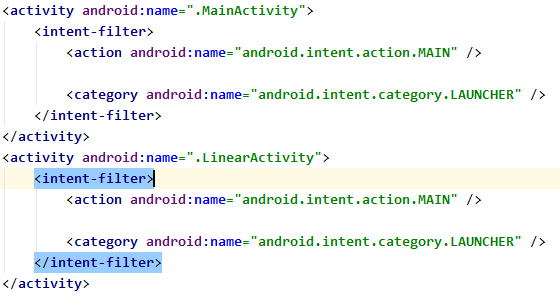 <activity android:name=".MainActivity">
    <intent-filter>
        <action android:name="android.intent.action.MAIN" />

        <category android:name="android.intent.category.LAUNCHER" />
    </intent-filter>
</activity>
<activity android:name=".LinearActivity">
    <intent-filter>
        <action android:name="android.intent.action.MAIN" />

        <category android:name="android.intent.category.LAUNCHER" />
    </intent-filter>
</activity>